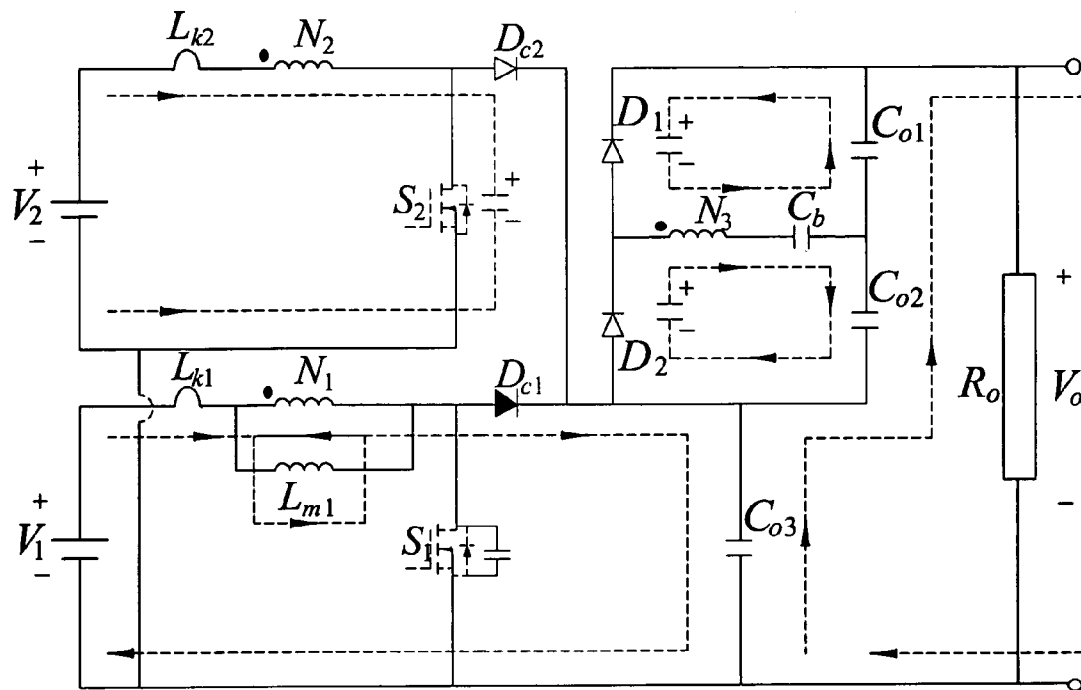 L_{k2} N_2 D_{c2}
+ V_2 −
S_2 + −
D_1 + − C_{o1}
N_3 C_b
D_2 + − C_{o2}
L_{k1} N_1 D_{c1}
R_o + V_o −
L_{m1}
+ V_1 −
S_1 C_{o3}